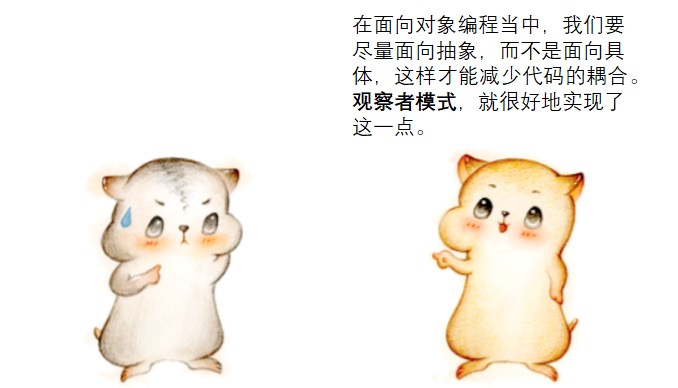 在面向对象编程当中，我们要
尽量面向抽象，而不是面向具
体，这样才能减少代码的耦合。
观察者模式，就很好地实现了
这一点。